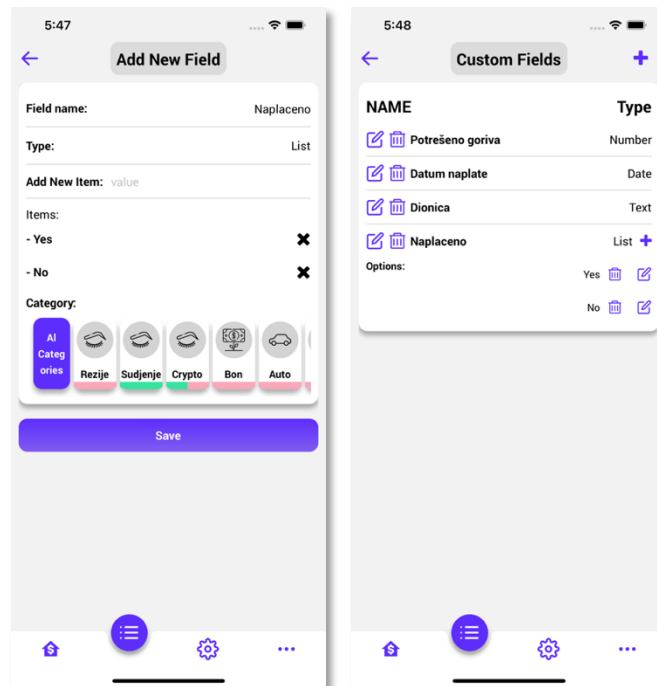 5:47
Add New Field
Field name: Naplaceno
Type: List
Add New Item: value
Items:
- Yes
- No
Category:
AI
Categ
ories
Rezije Sudjenje Crypto Bon Auto
Save
5:48
Custom Fields
NAME Type
Potrešeno goriva Number
Datum naplate Date
Dionica Text
Naplaceno List
Options: Yes
No